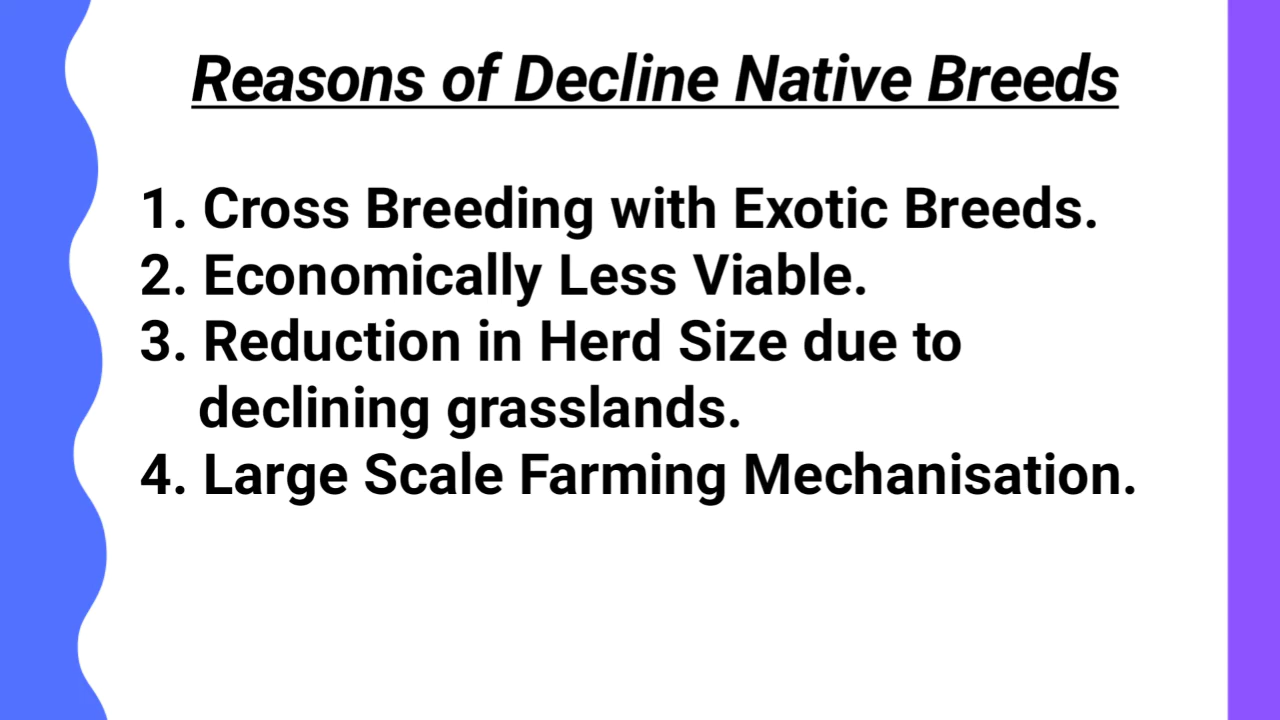 Reasons of Decline Native Breeds
1. Cross Breeding with Exotic Breeds.
2. Economically Less Viable.
3. Reduction in Herd Size due to
declining grasslands.
4. Large Scale Farming Mechanisation.